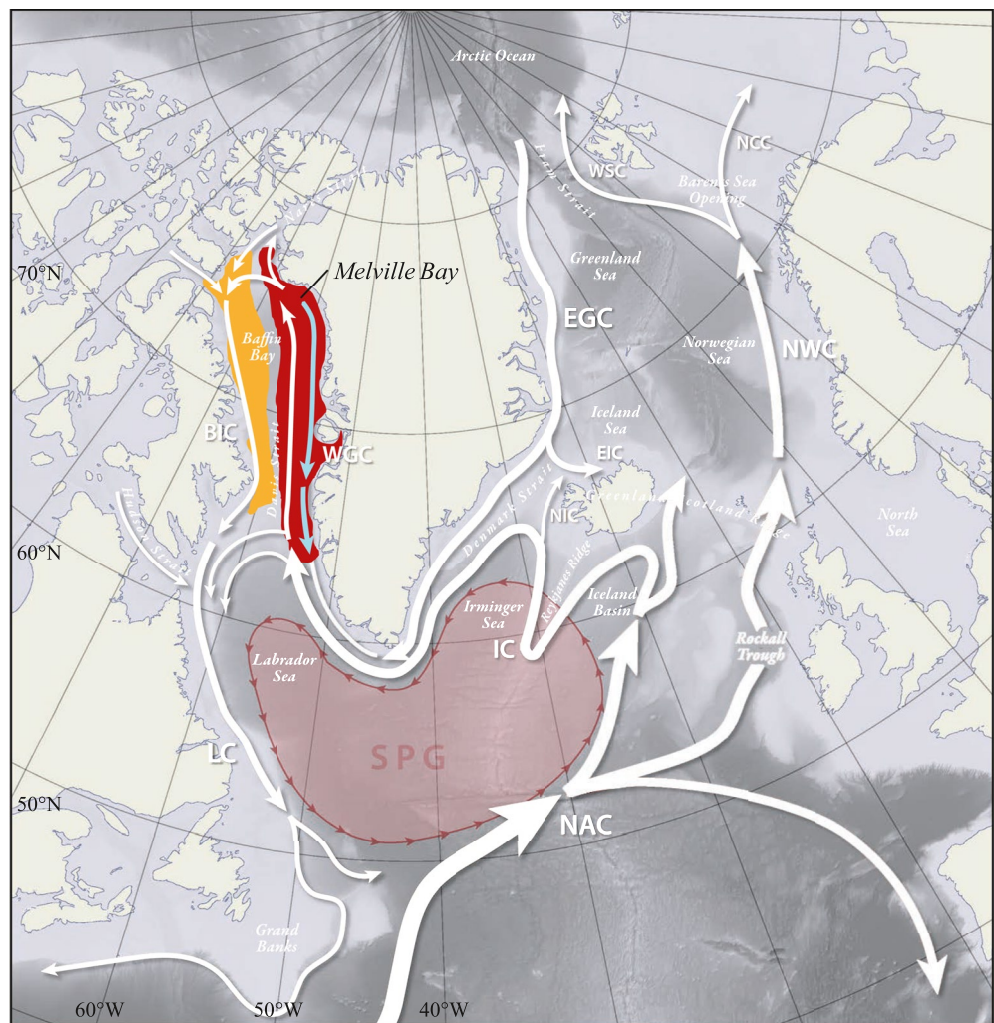 Arctic Ocean
NCC
WSC
Fram Strait
Barents Sea
Opening
Nares Strait
70°N
Melville Bay
Greenland
Sea
EGC
Baffin
Bay
Norwegian
Sea
NWC
Iceland
Sea
BIC
WGC
EIC
Davis Strait
Hudson Strait
Denmark Strait
Greenland Scotland Ridge
NIC
North
Sea
60°N
Reykjanes Ridge
Iceland
Basin
Irminger
Sea
IC
Rockall
Trough
Labrador
Sea
SPG
LC
50°N
NAC
Grand
Banks
60°W
50°W
40°W